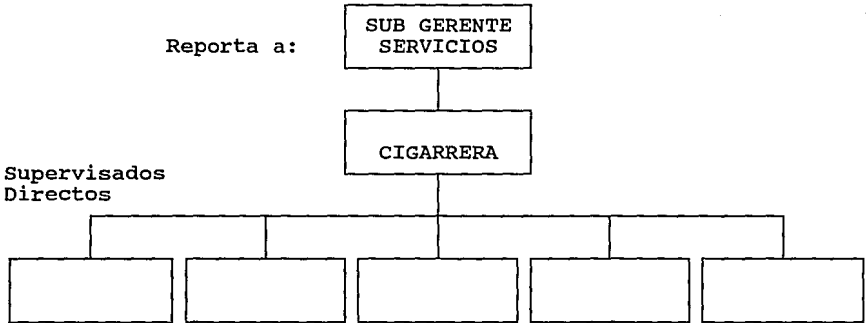 SUB GERENTE
Reporta a: SERVICIOS
CIGARRERA
Supervisados
Directos